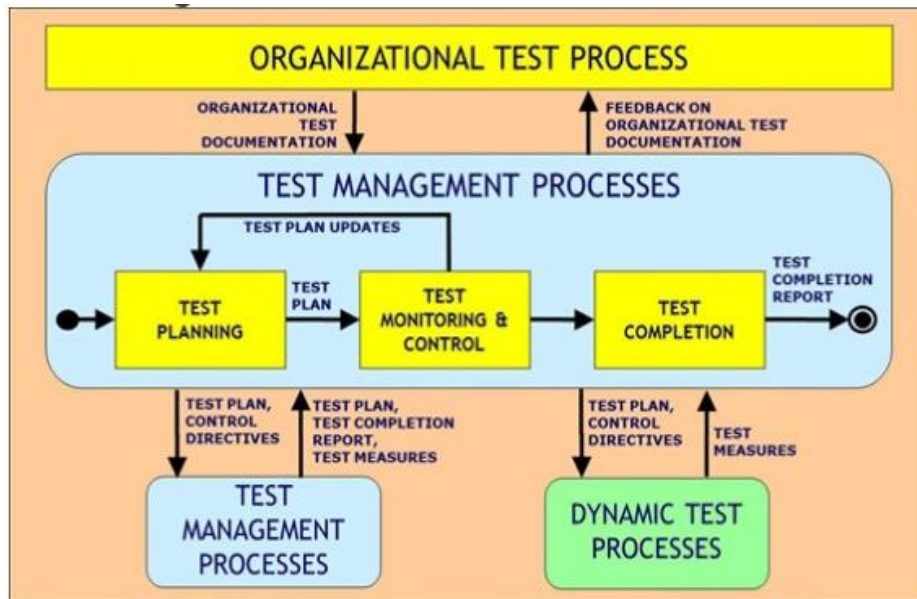 ORGANIZATIONAL TEST PROCESS
ORGANIZATIONAL
TEST
DOCUMENTATION
FEEDBACK ON
ORGANIZATIONAL TEST
DOCUMENTATION
TEST MANAGEMENT PROCESSES
TEST PLAN UPDATES
TEST
PLANNING
TEST
PLAN
TEST
MONITORING &
CONTROL
TEST
COMPLETION
TEST
COMPLETION
REPORT
TEST PLAN,
CONTROL
DIRECTIVES
TEST PLAN,
TEST COMPLETION
REPORT,
TEST MEASURES
TEST PLAN,
CONTROL
DIRECTIVES
TEST
MEASURES
TEST
MANAGEMENT
PROCESSES
DYNAMIC TEST
PROCESSES